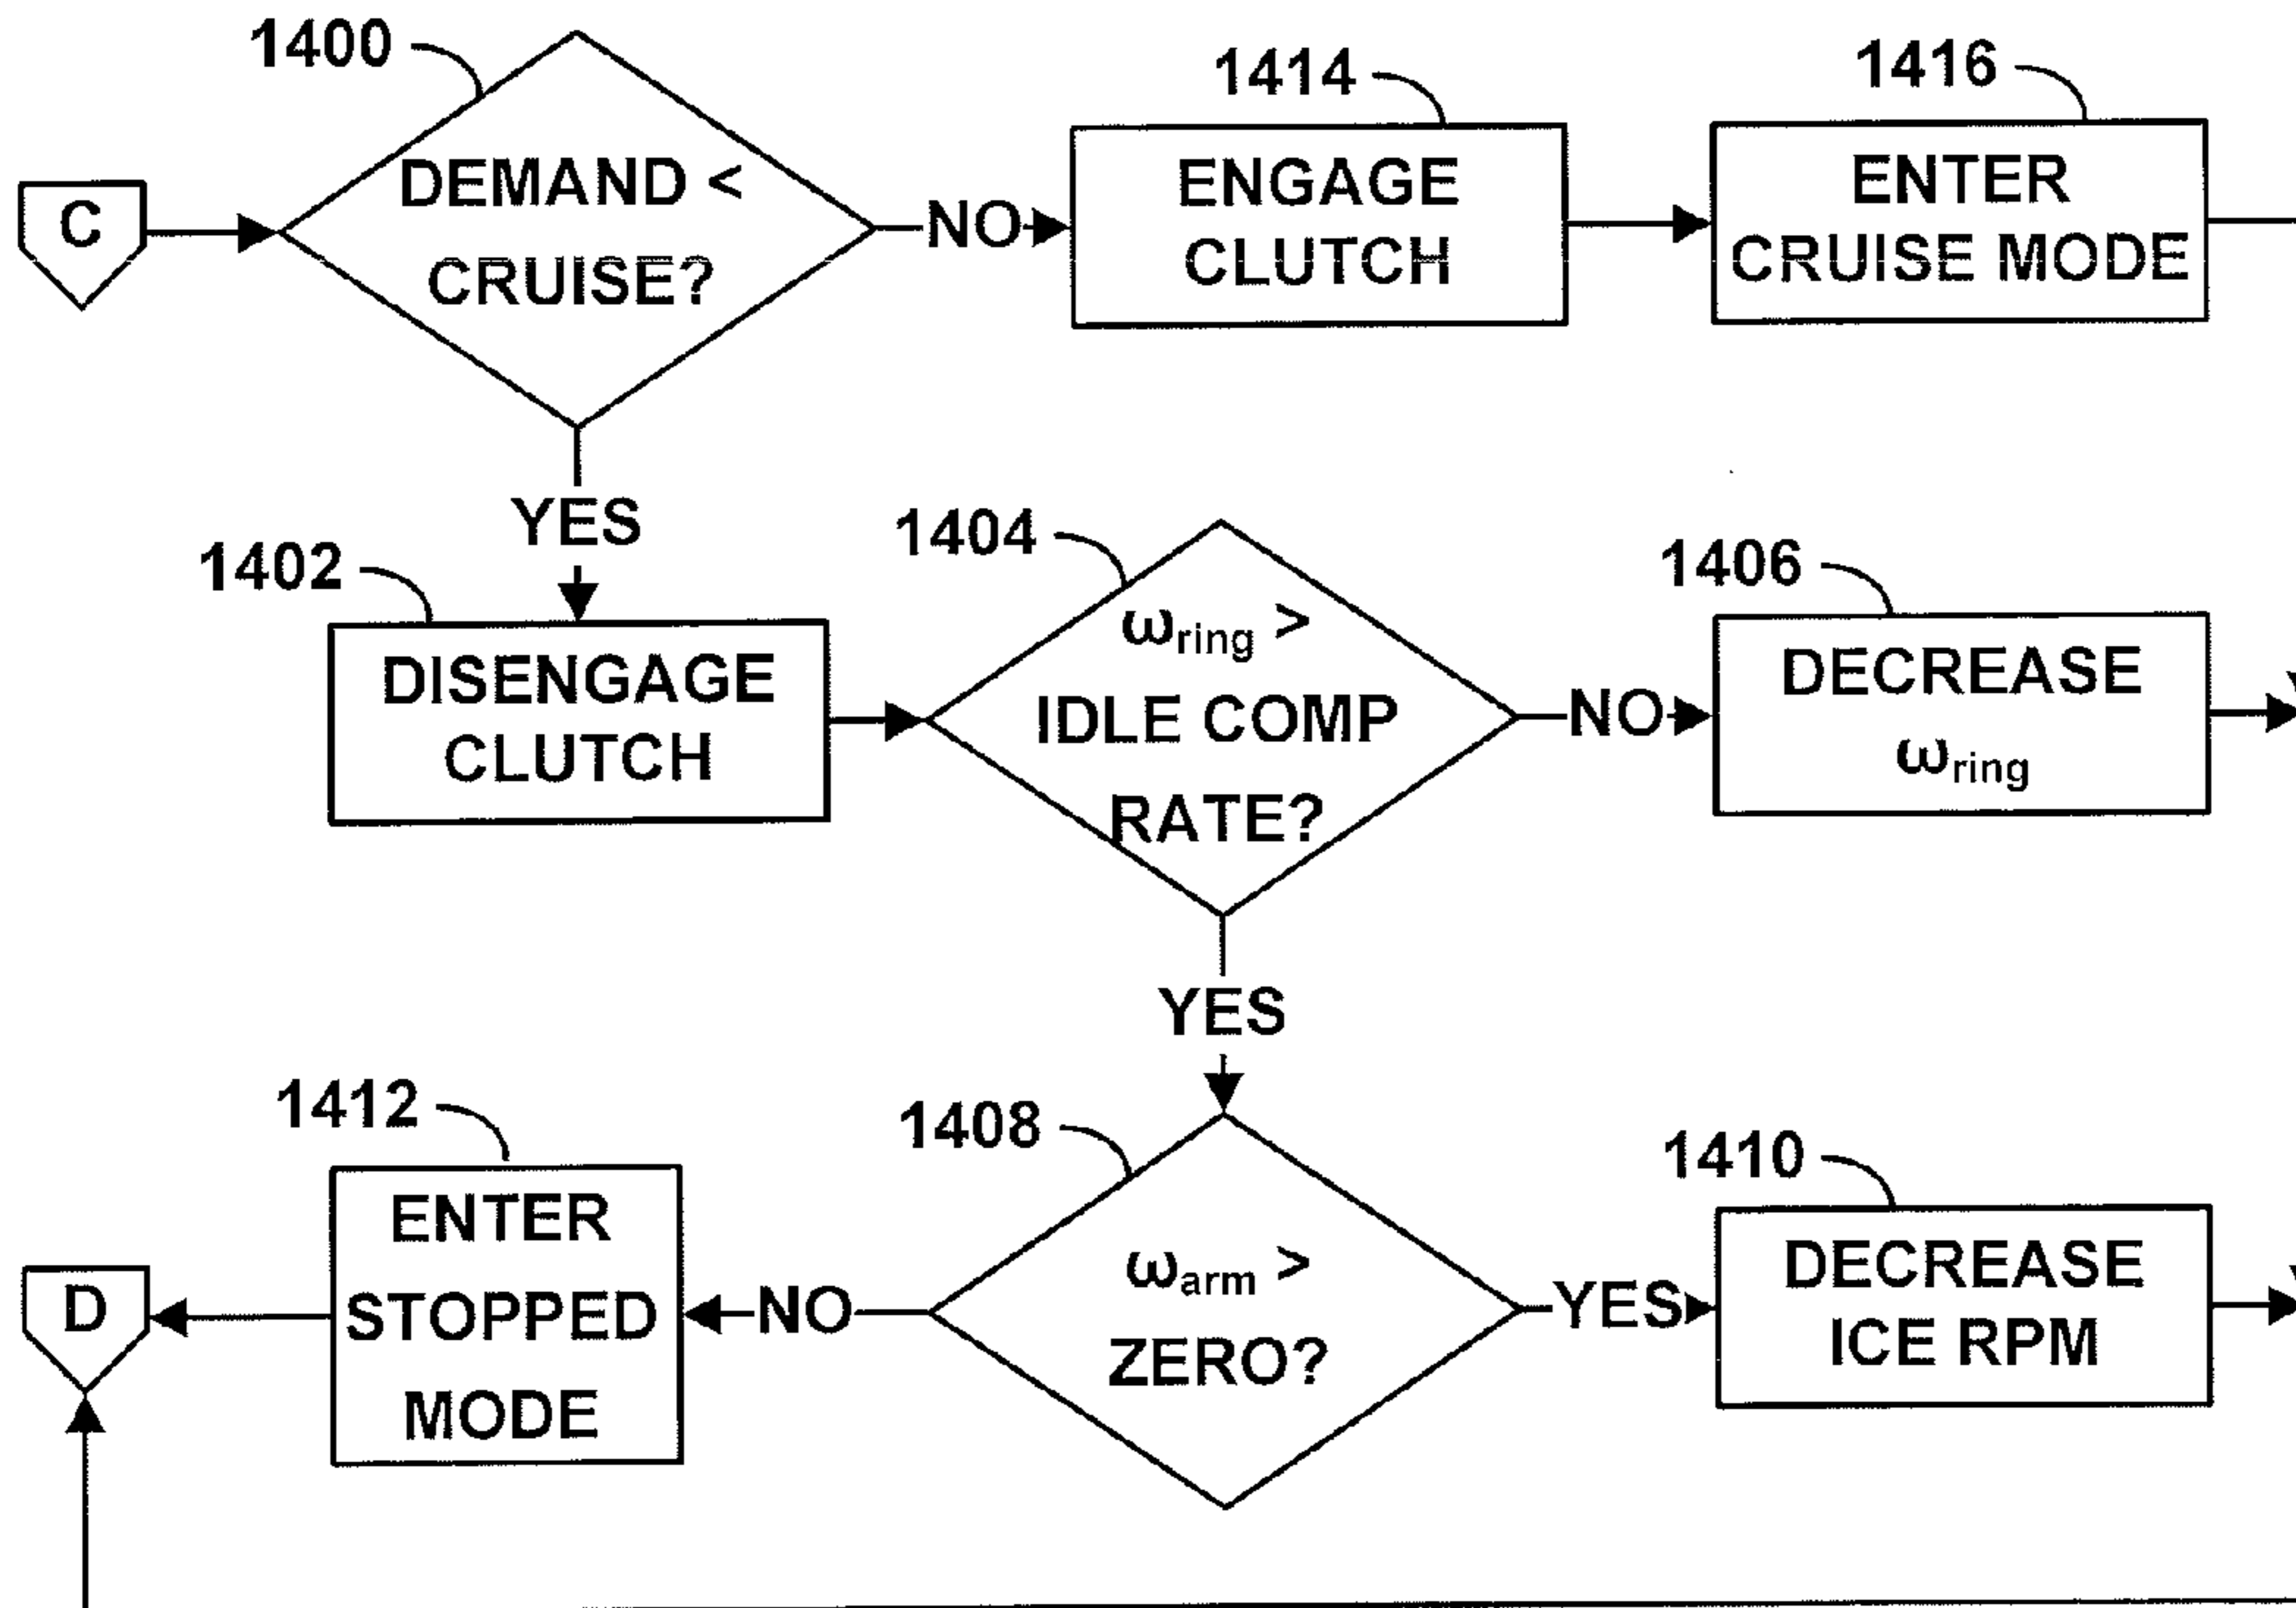 1400
1414
1416
C
DEMAND <
CRUISE?
NO
ENGAGE
CLUTCH
ENTER
CRUISE MODE
YES
1402
1404
1406
DISENGAGE
CLUTCH
ωring >
IDLE COMP
RATE?
NO
DECREASE
ωring
YES
1412
1408
1410
D
ENTER
STOPPED
MODE
NO
ωarm >
ZERO?
YES
DECREASE
ICE RPM